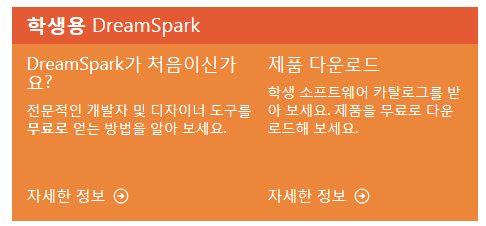 학생용 DreamSpark
DreamSpark가 처음이신가
요?
전문적인 개발자 및 디자이너 도구를
무료로 얻는 방법을 알아 보세요.
자세한 정보
제품 다운로드
학생 소프트웨어 카탈로그를 받
아 보세요. 제품을 무료로 다운
로드해 보세요.
자세한 정보